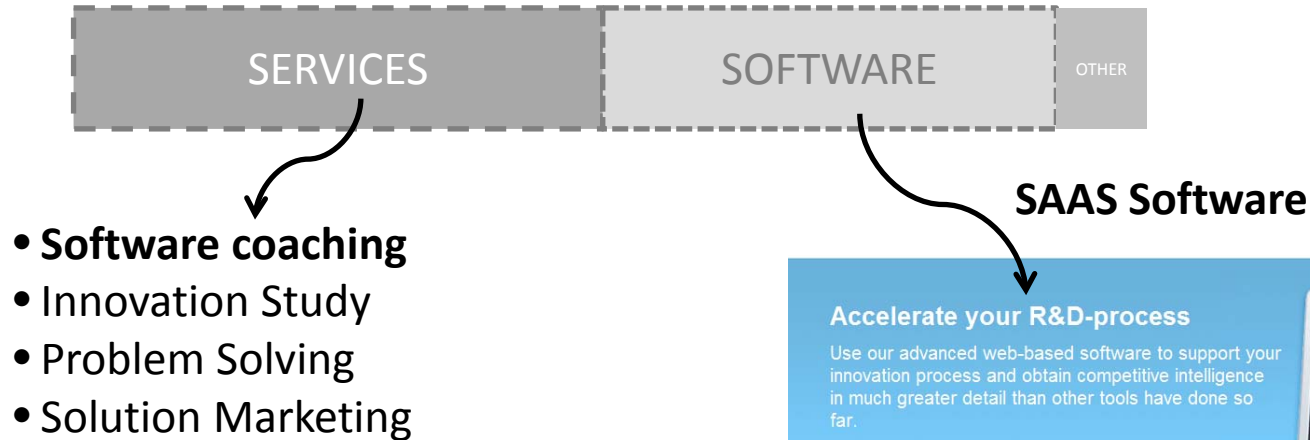 SERVICES
SOFTWARE
OTHER
SAAS Software
• Software coaching
• Innovation Study
• Problem Solving
• Solution Marketing
Accelerate your R&D-process
Use our advanced web-based software to support your
innovation process and obtain competitive intelligence
in much greater detail than other tools have done so
far.